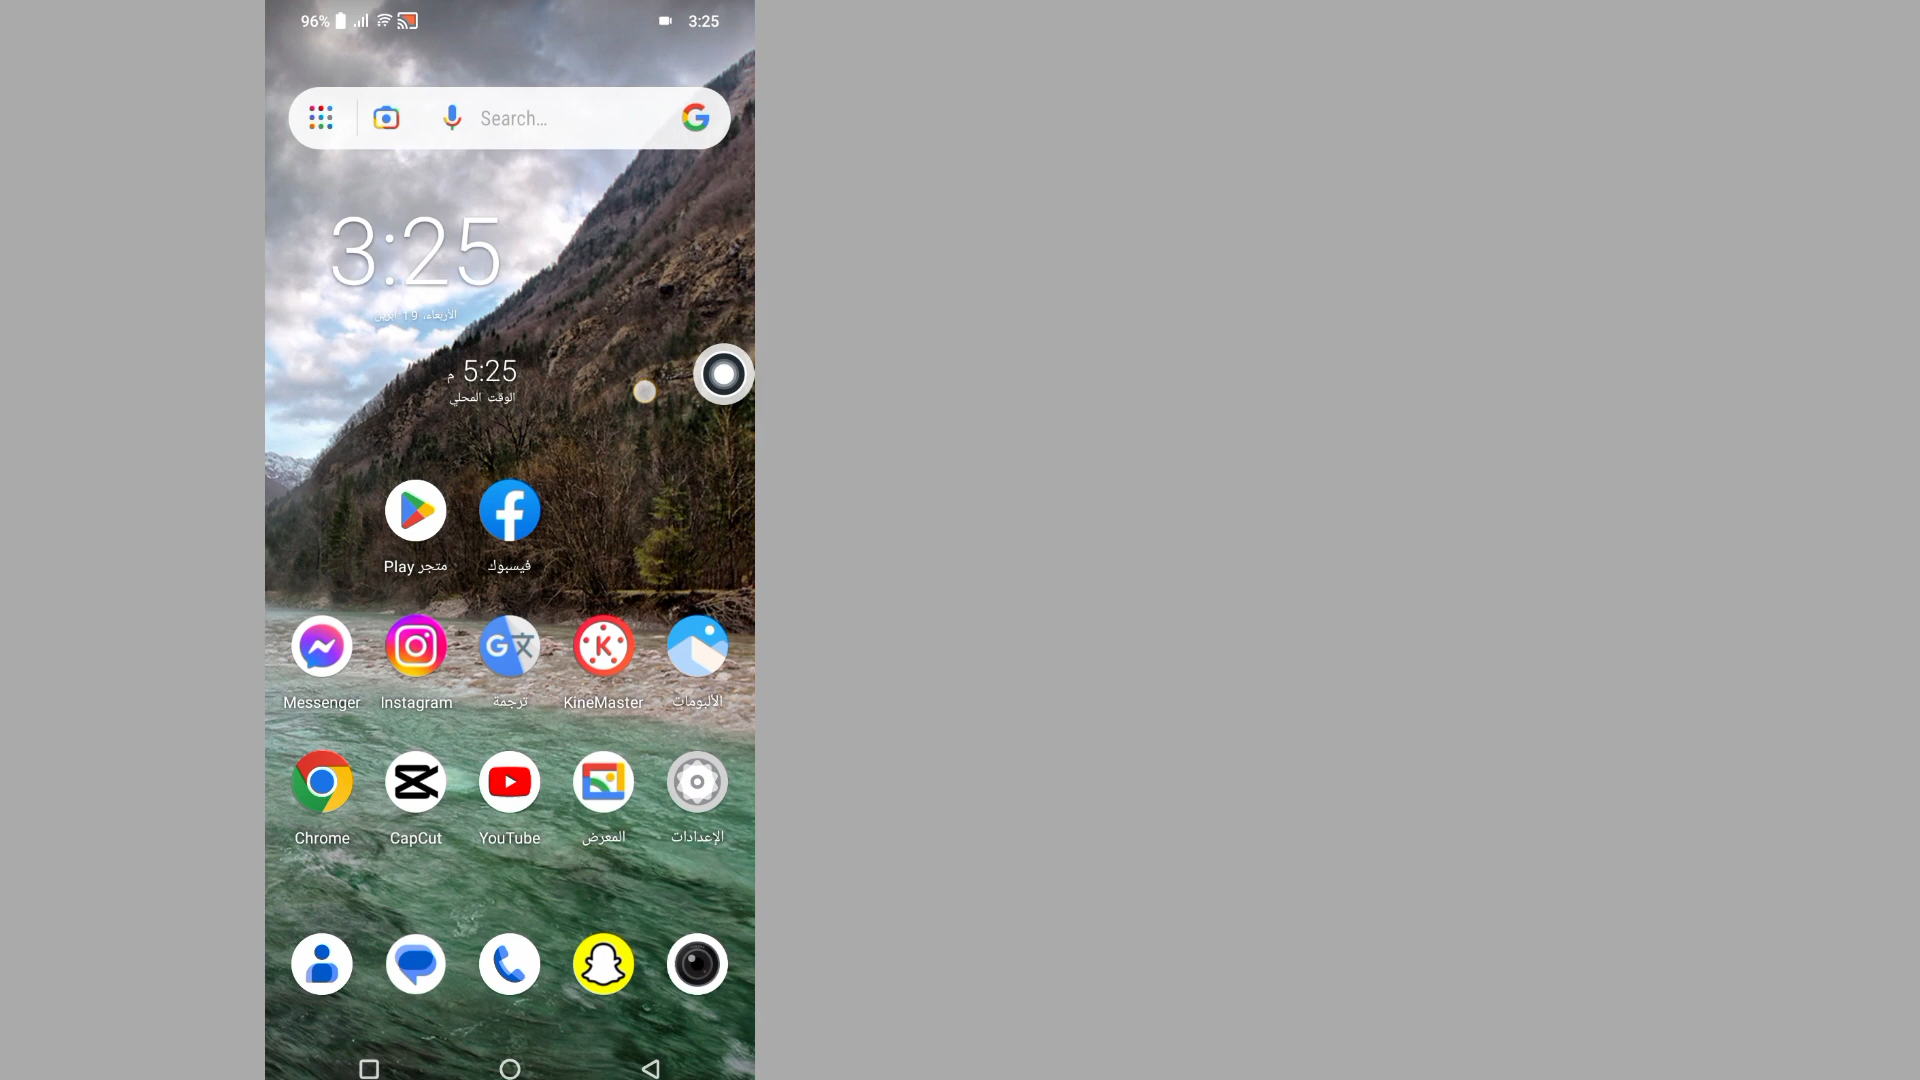 96%
3:25
Search...
3:25
الأربعاء، 19 أبريل
5:25 م
الوقت المحلي
متجر Play
فيسبوك
Messenger
Instagram
ترجمة
KineMaster
الألبومات
Chrome
CapCut
YouTube
المعرض
الإعدادات